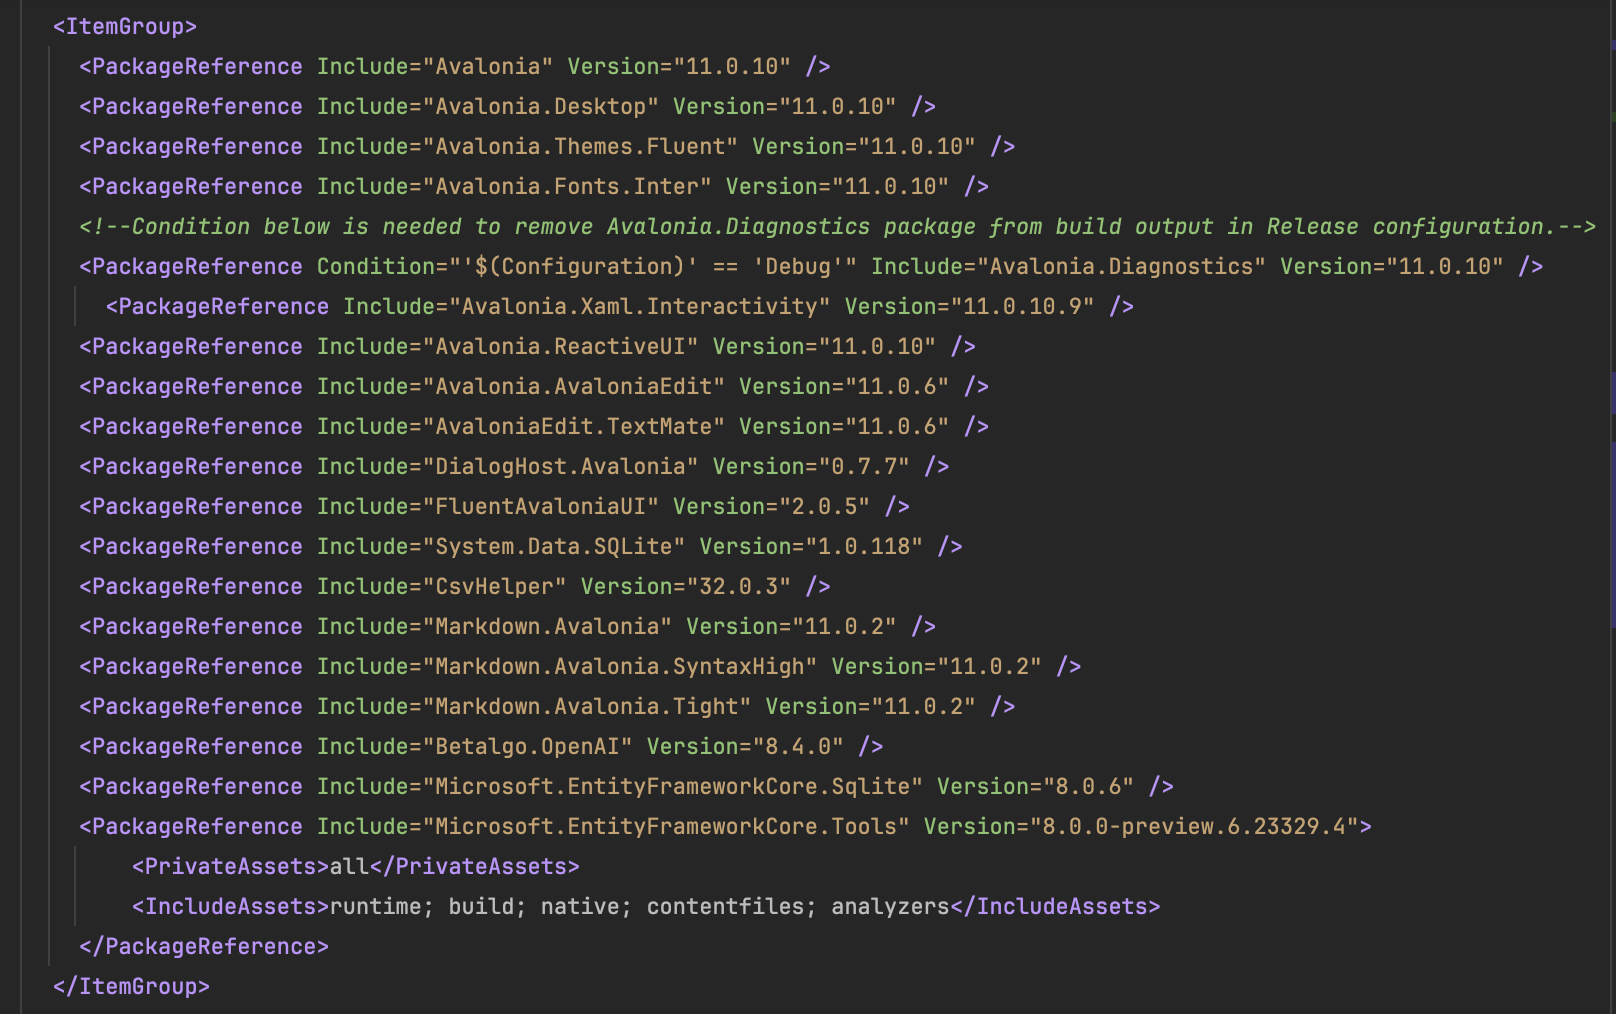 <ItemGroup>
<PackageReference Include="Avalonia" Version="11.0.10" />
<PackageReference Include="Avalonia.Desktop" Version="11.0.10" />
<PackageReference Include="Avalonia.Themes.Fluent" Version="11.0.10" />
<PackageReference Include="Avalonia.Fonts.Inter" Version="11.0.10" />
<!--Condition below is needed to remove Avalonia.Diagnostics package from build output in Release configuration.-->
<PackageReference Condition="'$(Configuration)' == 'Debug'" Include="Avalonia.Diagnostics" Version="11.0.10" />
<PackageReference Include="Avalonia.Xaml.Interactivity" Version="11.0.10.9" />
<PackageReference Include="Avalonia.ReactiveUI" Version="11.0.10" />
<PackageReference Include="Avalonia.AvaloniaEdit" Version="11.0.6" />
<PackageReference Include="AvaloniaEdit.TextMate" Version="11.0.6" />
<PackageReference Include="DialogHost.Avalonia" Version="0.7.7" />
<PackageReference Include="FluentAvaloniaUI" Version="2.0.5" />
<PackageReference Include="System.Data.SQLite" Version="1.0.118" />
<PackageReference Include="CsvHelper" Version="32.0.3" />
<PackageReference Include="Markdown.Avalonia" Version="11.0.2" />
<PackageReference Include="Markdown.Avalonia.SyntaxHigh" Version="11.0.2" />
<PackageReference Include="Markdown.Avalonia.Tight" Version="11.0.2" />
<PackageReference Include="Betalgo.OpenAI" Version="8.4.0" />
<PackageReference Include="Microsoft.EntityFrameworkCore.Sqlite" Version="8.0.6" />
<PackageReference Include="Microsoft.EntityFrameworkCore.Tools" Version="8.0.0-preview.6.23329.4">
<PrivateAssets>all</PrivateAssets>
<IncludeAssets>runtime; build; native; contentfiles; analyzers</IncludeAssets>
</PackageReference>
</ItemGroup>